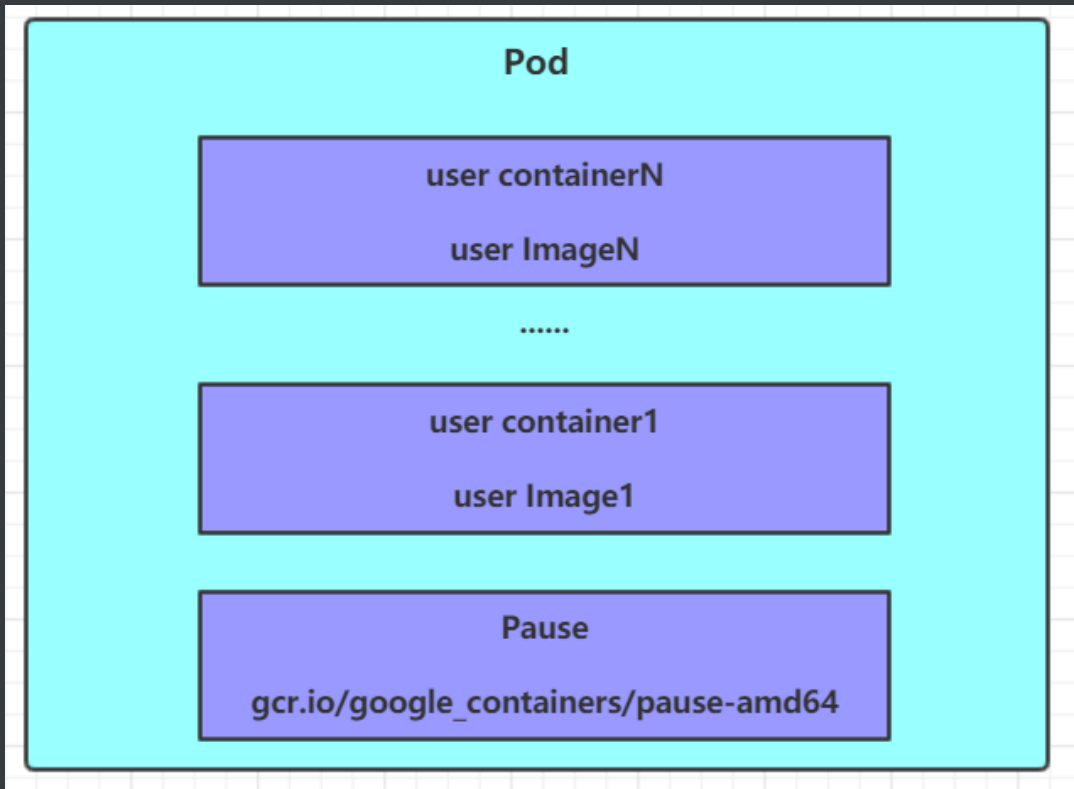 Pod
user containerN
user ImageN
......
user container1
user Image1
Pause
gcr.io/google_containers/pause-amd64